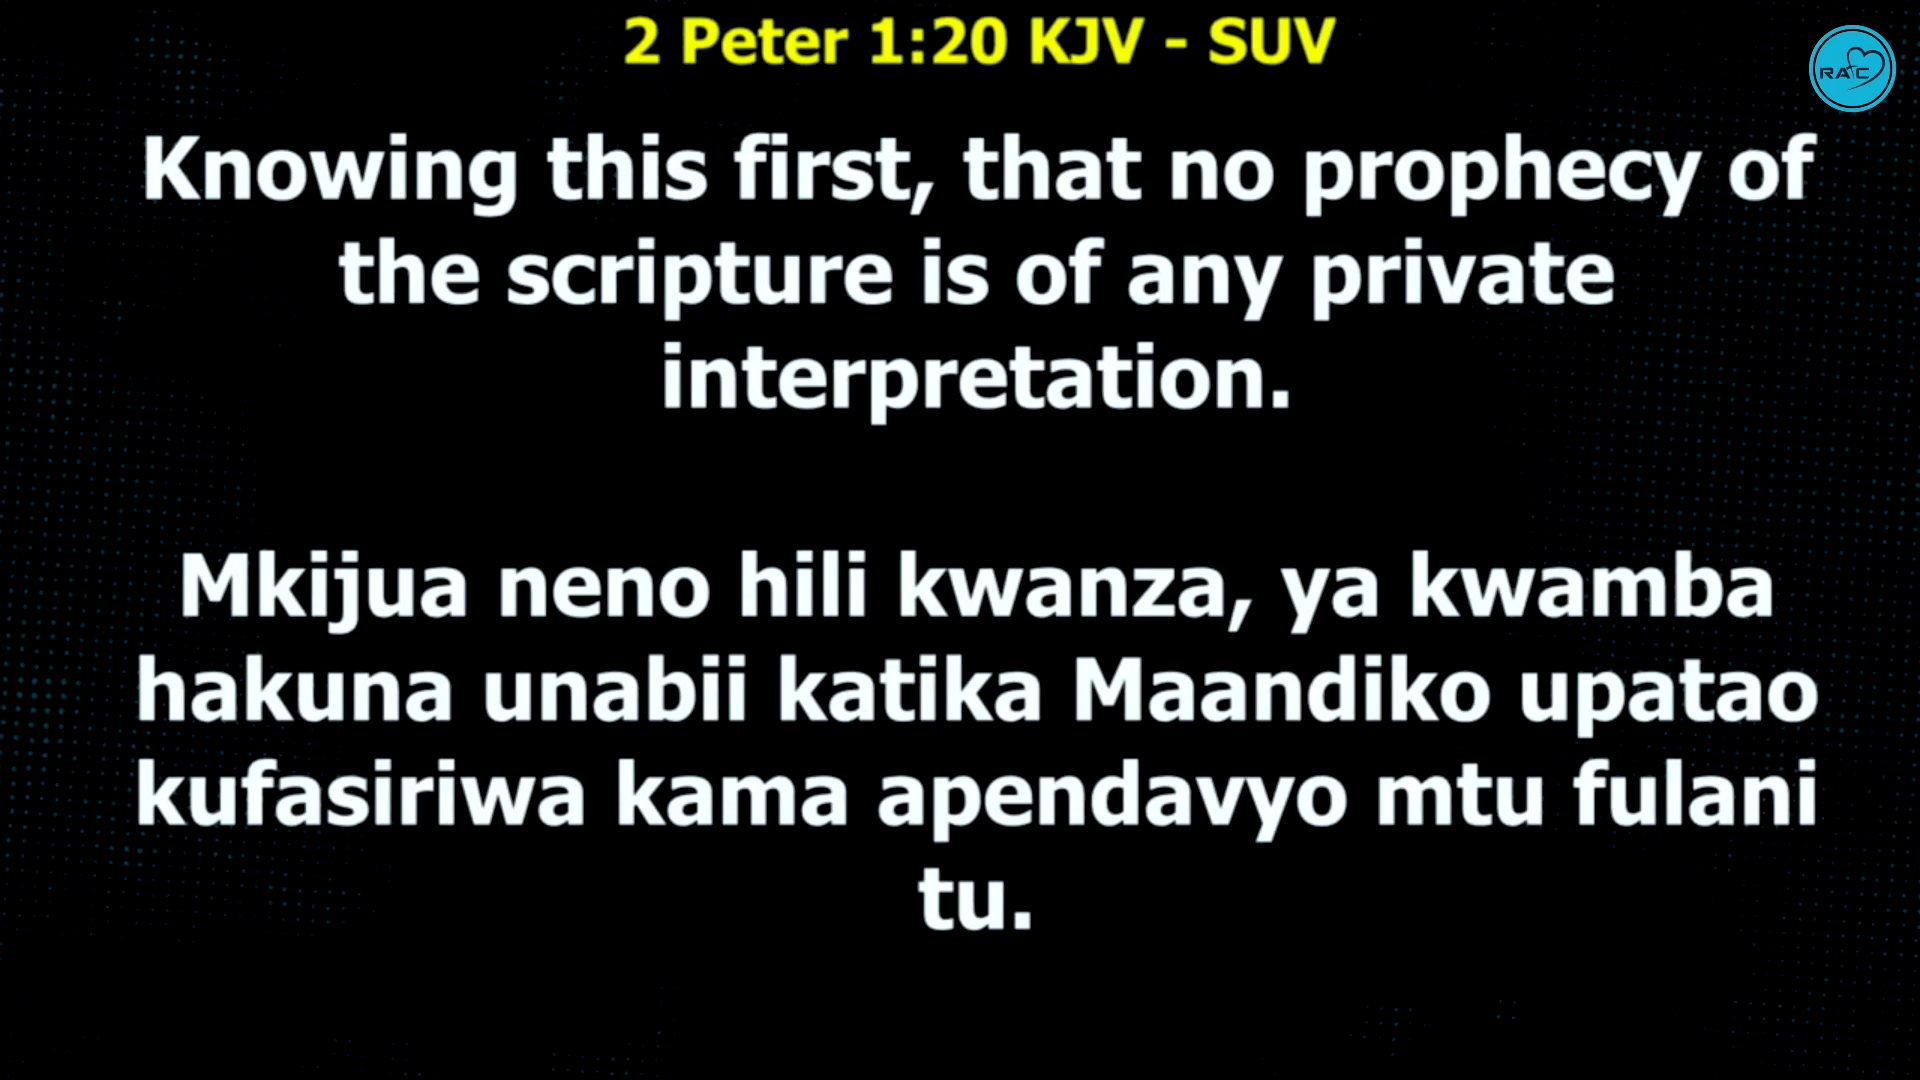 2 Peter 1:20 KJV - SUV
RATC
Knowing this first, that no prophecy of
the scripture is of any private
interpretation.
Mkijua neno hili kwanza, ya kwamba
hakuna unabii katika Maandiko upatao
kufasiriwa kama apendavyo mtu fulani
tu.